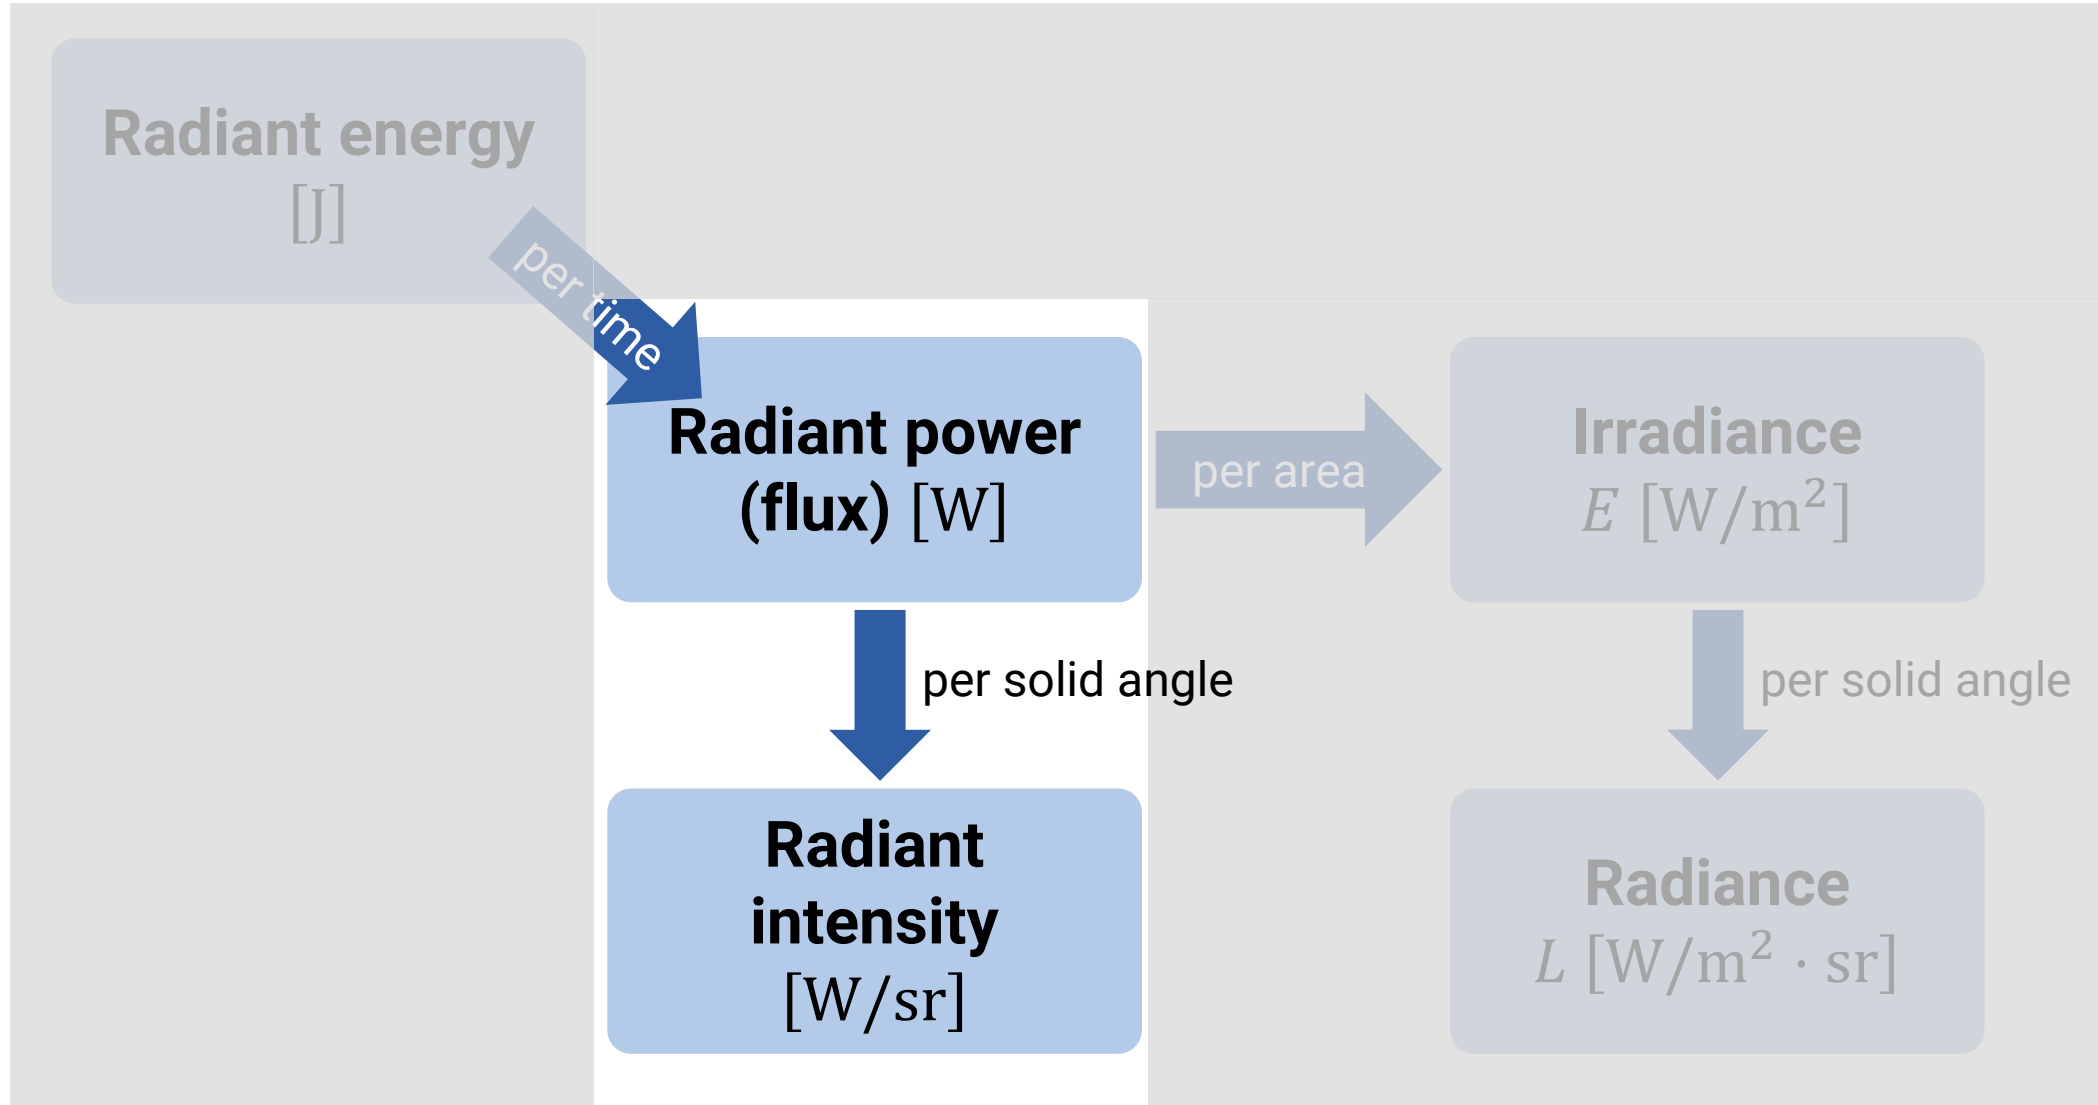 Radiant energy
[J]
per time
Radiant power
(flux) [W]
per area
Irradiance
E [W/m²]
per solid angle
per solid angle
Radiant
intensity
[W/sr]
Radiance
L [W/m² · sr]